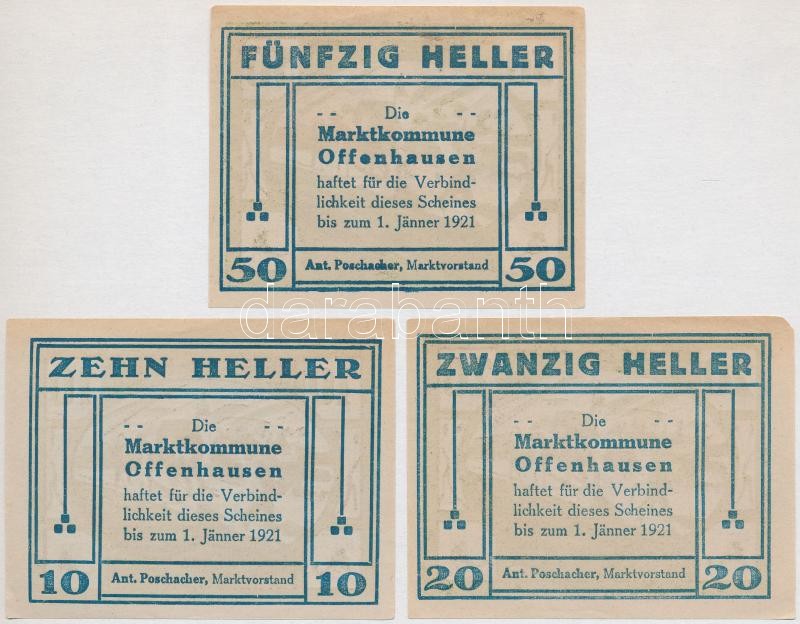 FÜNFZIG HELLER
-- Die --
Marktkommune
Offenhausen
haftet für die Verbind-
lichkeit dieses Scheines
bis zum 1. Jänner 1921
50 Ant. Poschacher, Marktvorstand 50
darabanth
ZEHN HELLER
-- Die --
Marktkommune
Offenhausen
haftet für die Verbind-
lichkeit dieses Scheines
bis zum 1. Jänner 1921
10 Ant. Poschacher, Marktvorstand 10
ZWANZIG HELLER
-- Die --
Marktkommune
Offenhausen
haftet für die Verbind-
lichkeit dieses Scheines
bis zum 1. Jänner 1921
20 Ant. Poschacher, Marktvorstand 20